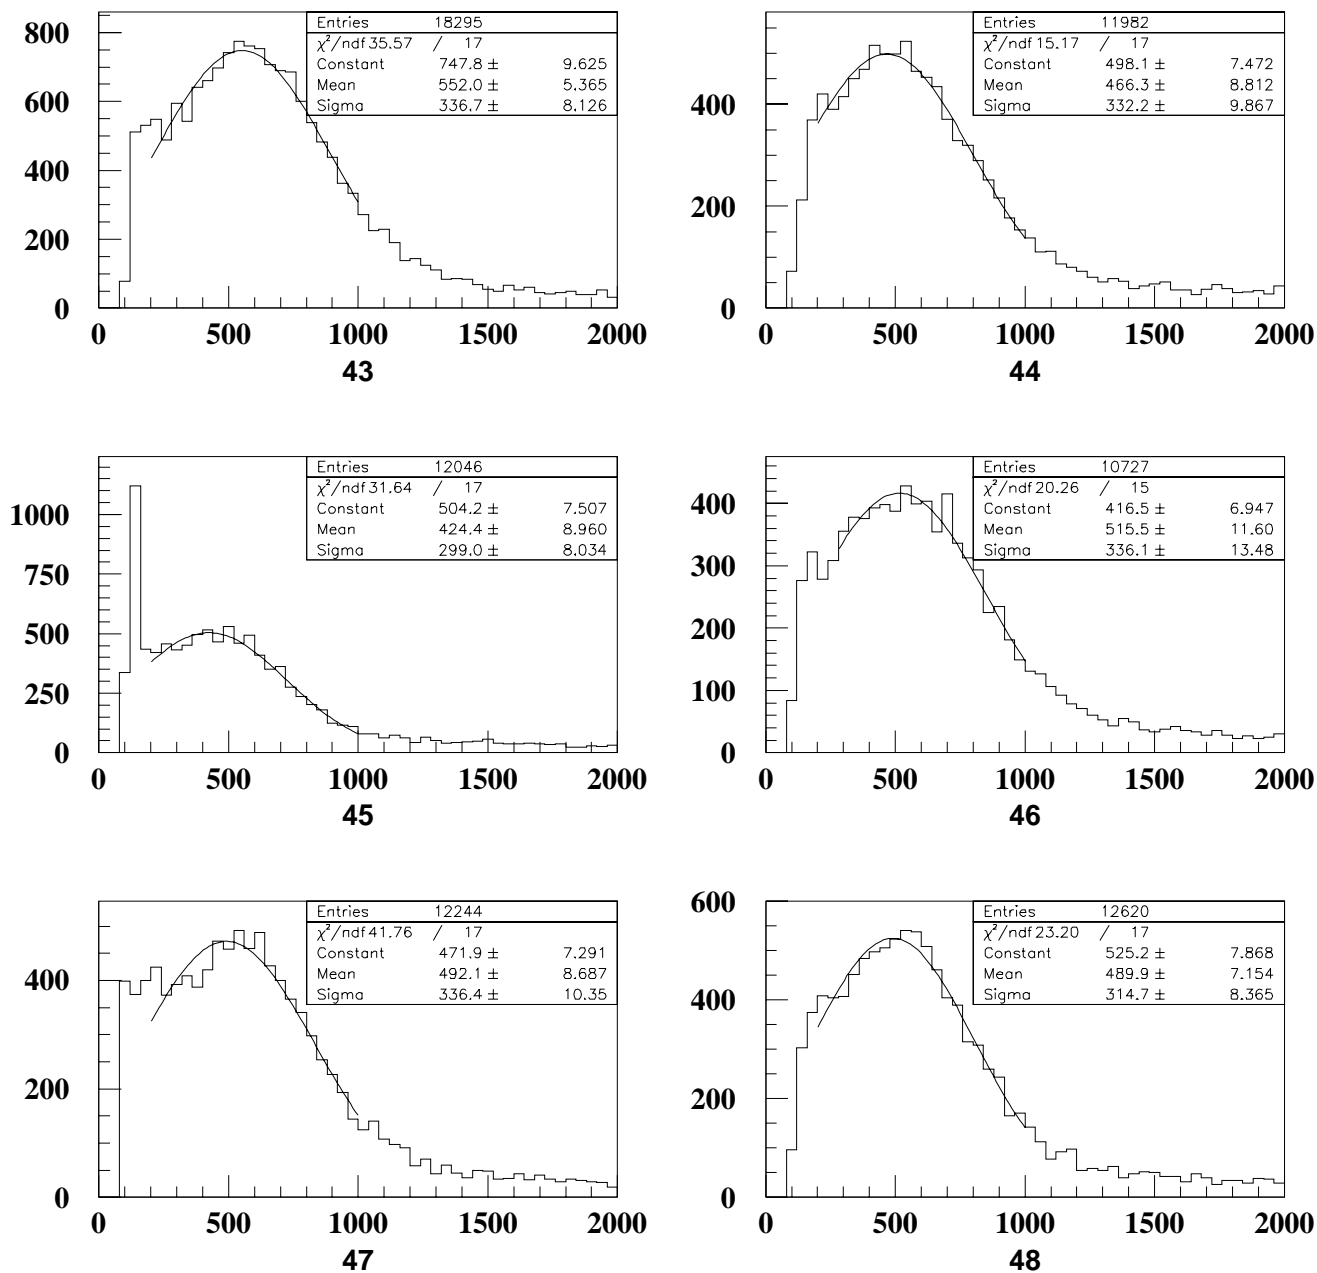 Entries 18295
χ²/ndf 35.57 / 17
Constant 747.8 ± 9.625
Mean 552.0 ± 5.365
Sigma 336.7 ± 8.126
800
600
400
200
0
0 500 1000 1500 2000
43
Entries 11982
χ²/ndf 15.17 / 17
Constant 498.1 ± 7.472
Mean 466.3 ± 8.812
Sigma 332.2 ± 9.867
400
200
0
0 500 1000 1500 2000
44
Entries 12046
χ²/ndf 31.64 / 17
Constant 504.2 ± 7.507
Mean 424.4 ± 8.960
Sigma 299.0 ± 8.034
1000
750
500
250
0
0 500 1000 1500 2000
45
Entries 10727
χ²/ndf 20.26 / 15
Constant 416.5 ± 6.947
Mean 515.5 ± 11.60
Sigma 336.1 ± 13.48
400
300
200
100
0
0 500 1000 1500 2000
46
Entries 12244
χ²/ndf 41.76 / 17
Constant 471.9 ± 7.291
Mean 492.1 ± 8.687
Sigma 336.4 ± 10.35
400
200
0
0 500 1000 1500 2000
47
Entries 12620
χ²/ndf 23.20 / 17
Constant 525.2 ± 7.868
Mean 489.9 ± 7.154
Sigma 314.7 ± 8.365
600
400
200
0
0 500 1000 1500 2000
48